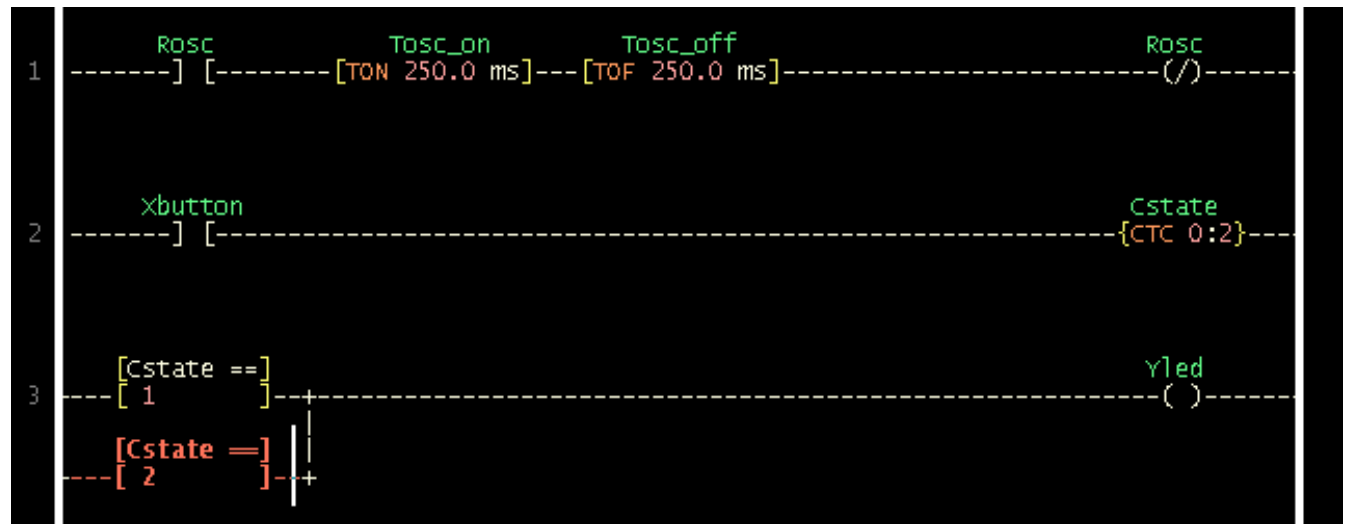 Rosc Tosc_on Tosc_off Rosc
1 -------] [--------[TON 250.0 ms]---[TOF 250.0 ms]--------------------------(/)------
Xbutton Cstate
2 -------] [------------------------------------------------------{CTC 0:2}----
[Cstate ==] Yled
3 ----[ 1 ]--+----------------------------------------------------( )------
[Cstate ==]
----[ 2 ]--+